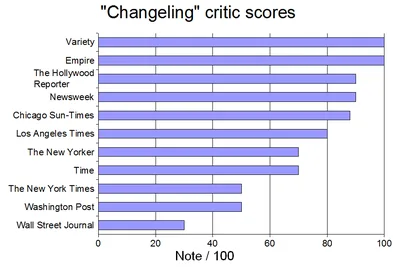 "Changeling" critic scores
Variety
Empire
The Hollywood
Reporter
Newsweek
Chicago Sun-Times
Los Angeles Times
The New Yorker
Time
The New York Times
Washington Post
Wall Street Journal
0 20 40 60 80 100
Note / 100